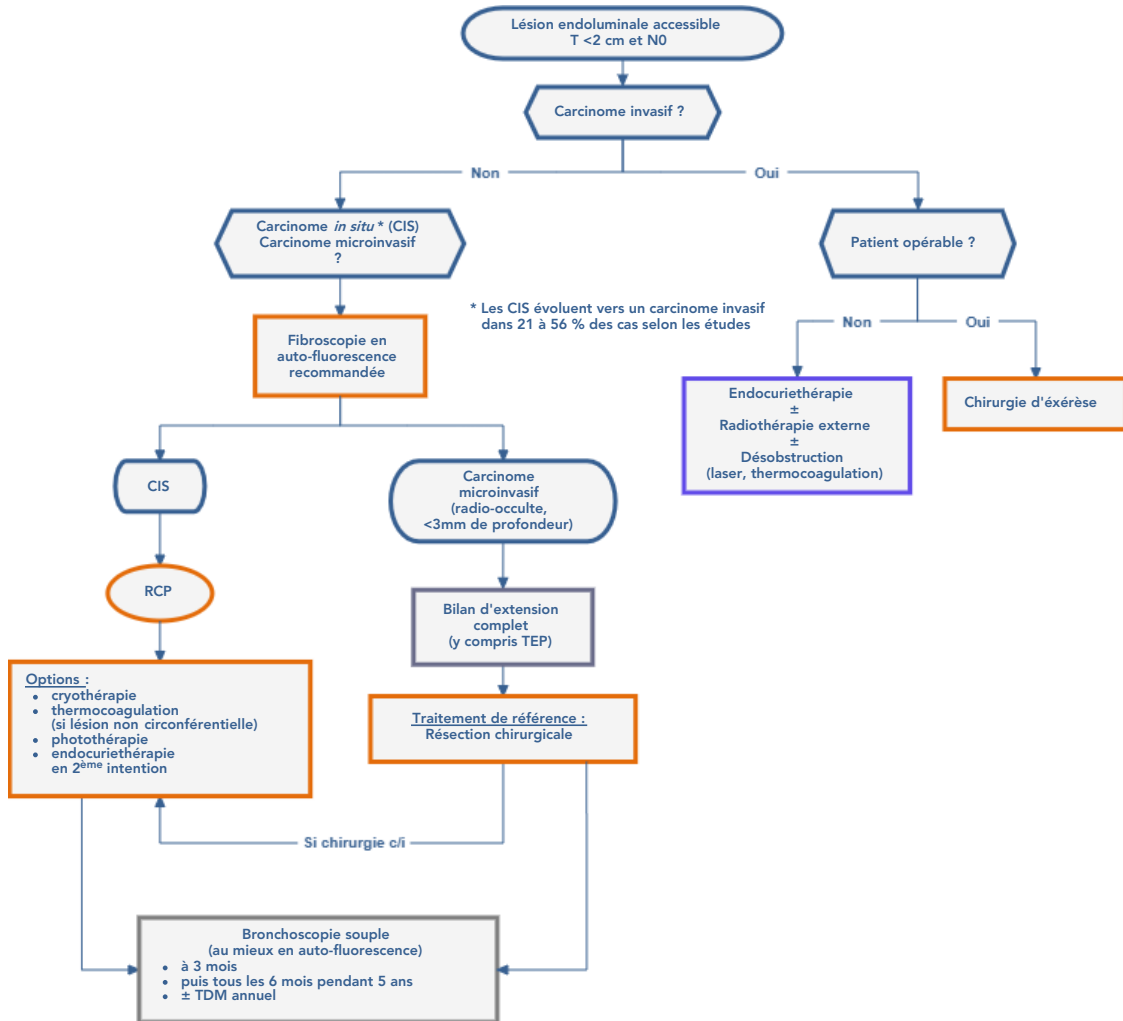 Lésion endoluminale accessible
T <2 cm et N0
Carcinome invasif ?
Non
Oui
Carcinome in situ * (CIS)
Carcinome microinvasif
?
Patient opérable ?
* Les CIS évoluent vers un carcinome invasif
dans 21 à 56 % des cas selon les études
Non
Oui
Fibroscopie en
auto-fluorescence
recommandée
Endocuriethérapie
±
Radiothérapie externe
±
Désobstruction
(laser, thermocoagulation)
Chirurgie d'éxérèse
CIS
Carcinome
microinvasif
(radio-occulte,
<3mm de profondeur)
RCP
Bilan d'extension
complet
(y compris TEP)
Options :
• cryothérapie
• thermocoagulation
(si lésion non circonférentielle)
• photothérapie
• endocuriethérapie
en 2ème intention
Traitement de référence :
Résection chirurgicale
Si chirurgie c/i
Bronchoscopie souple
(au mieux en auto-fluorescence)
• à 3 mois
• puis tous les 6 mois pendant 5 ans
• ± TDM annuel